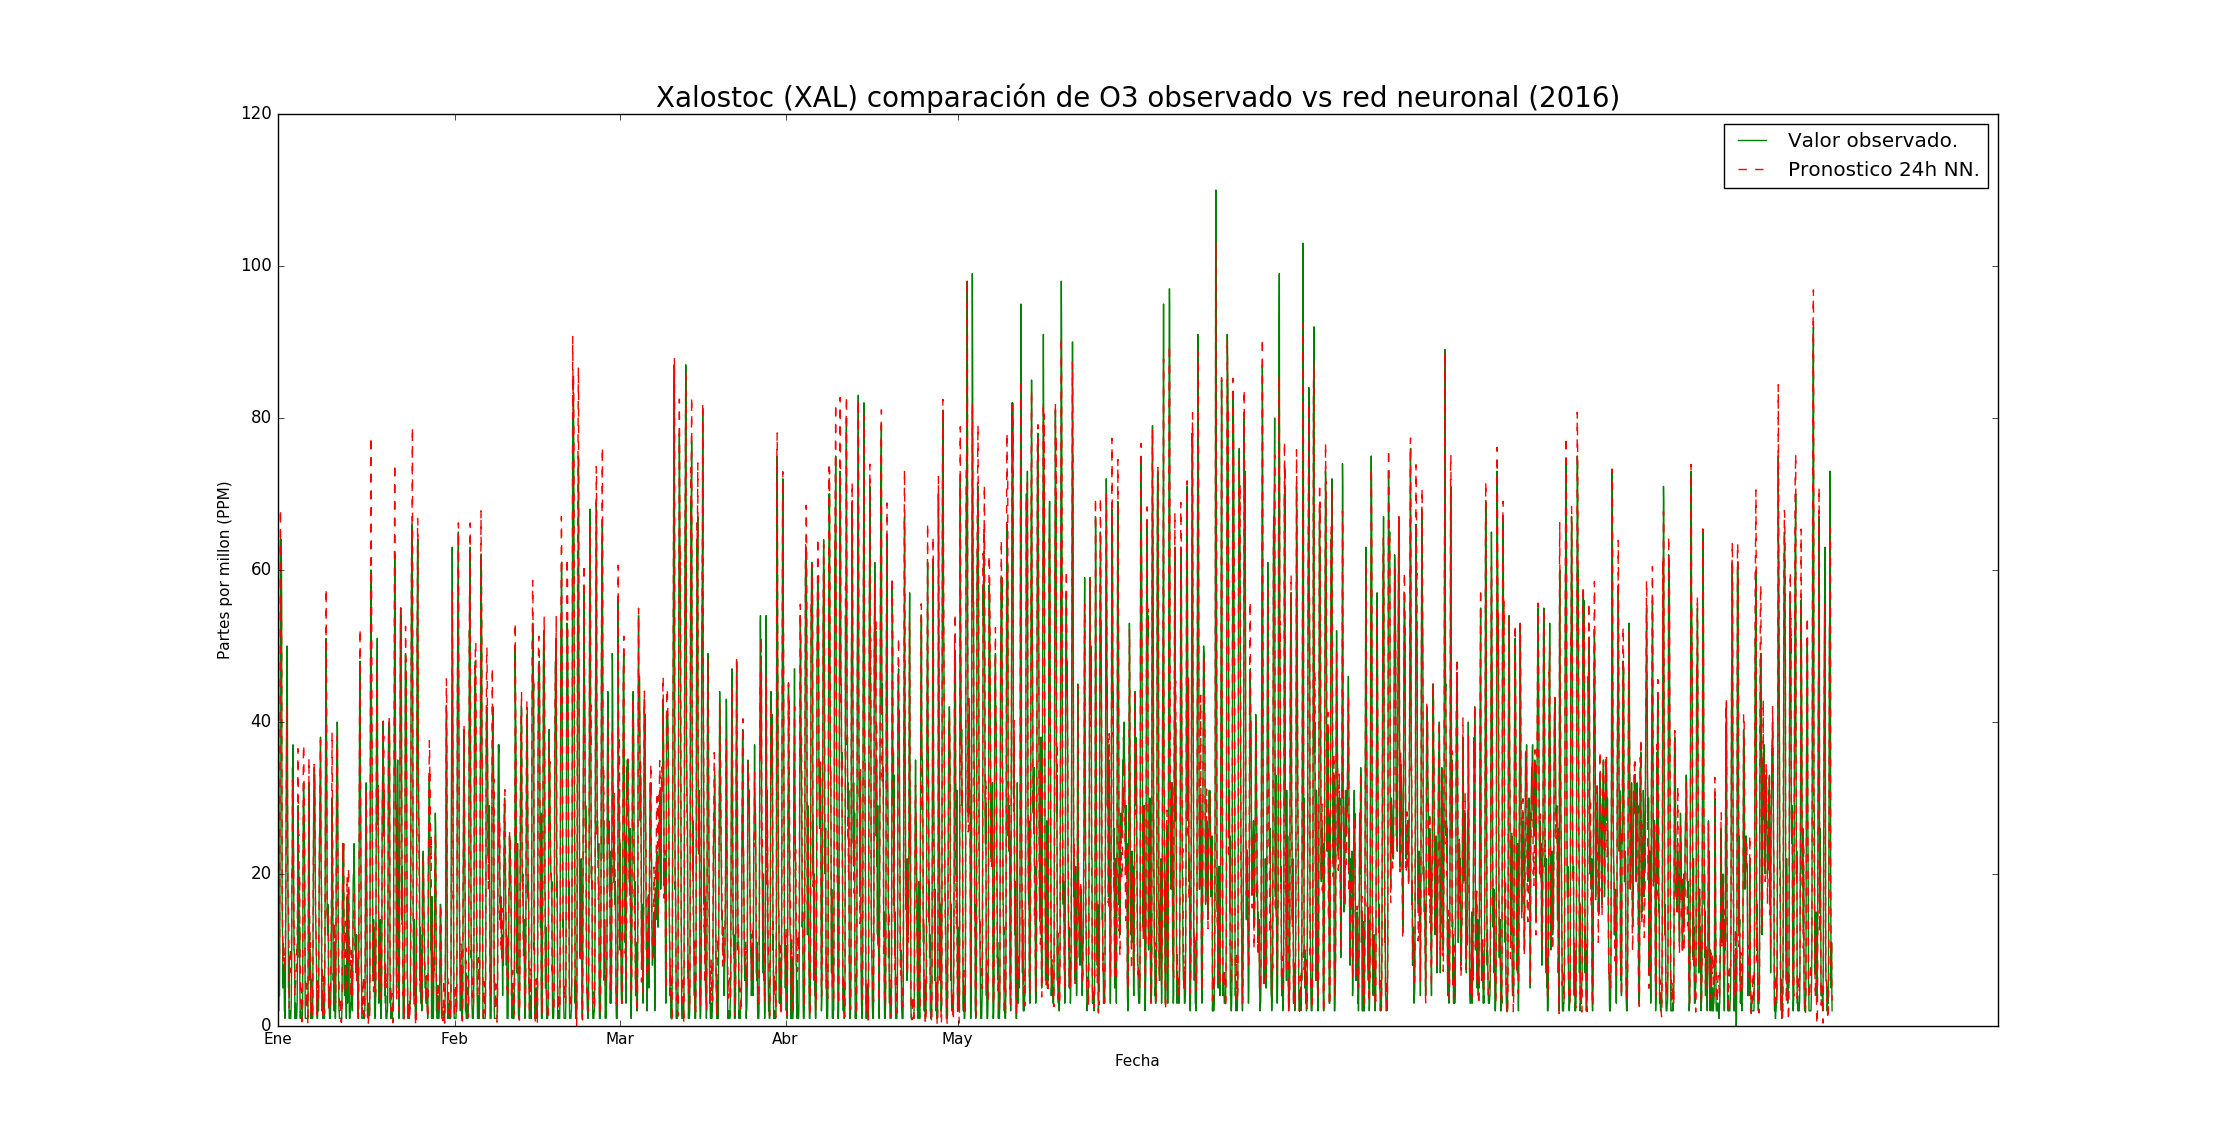 Xalostoc (XAL) comparación de O3 observado vs red neuronal (2016)
Valor observado.
Pronostico 24h NN.
120
100
80
60
40
20
0
Partes por millon (PPM)
Ene Feb Mar Abr May
Fecha